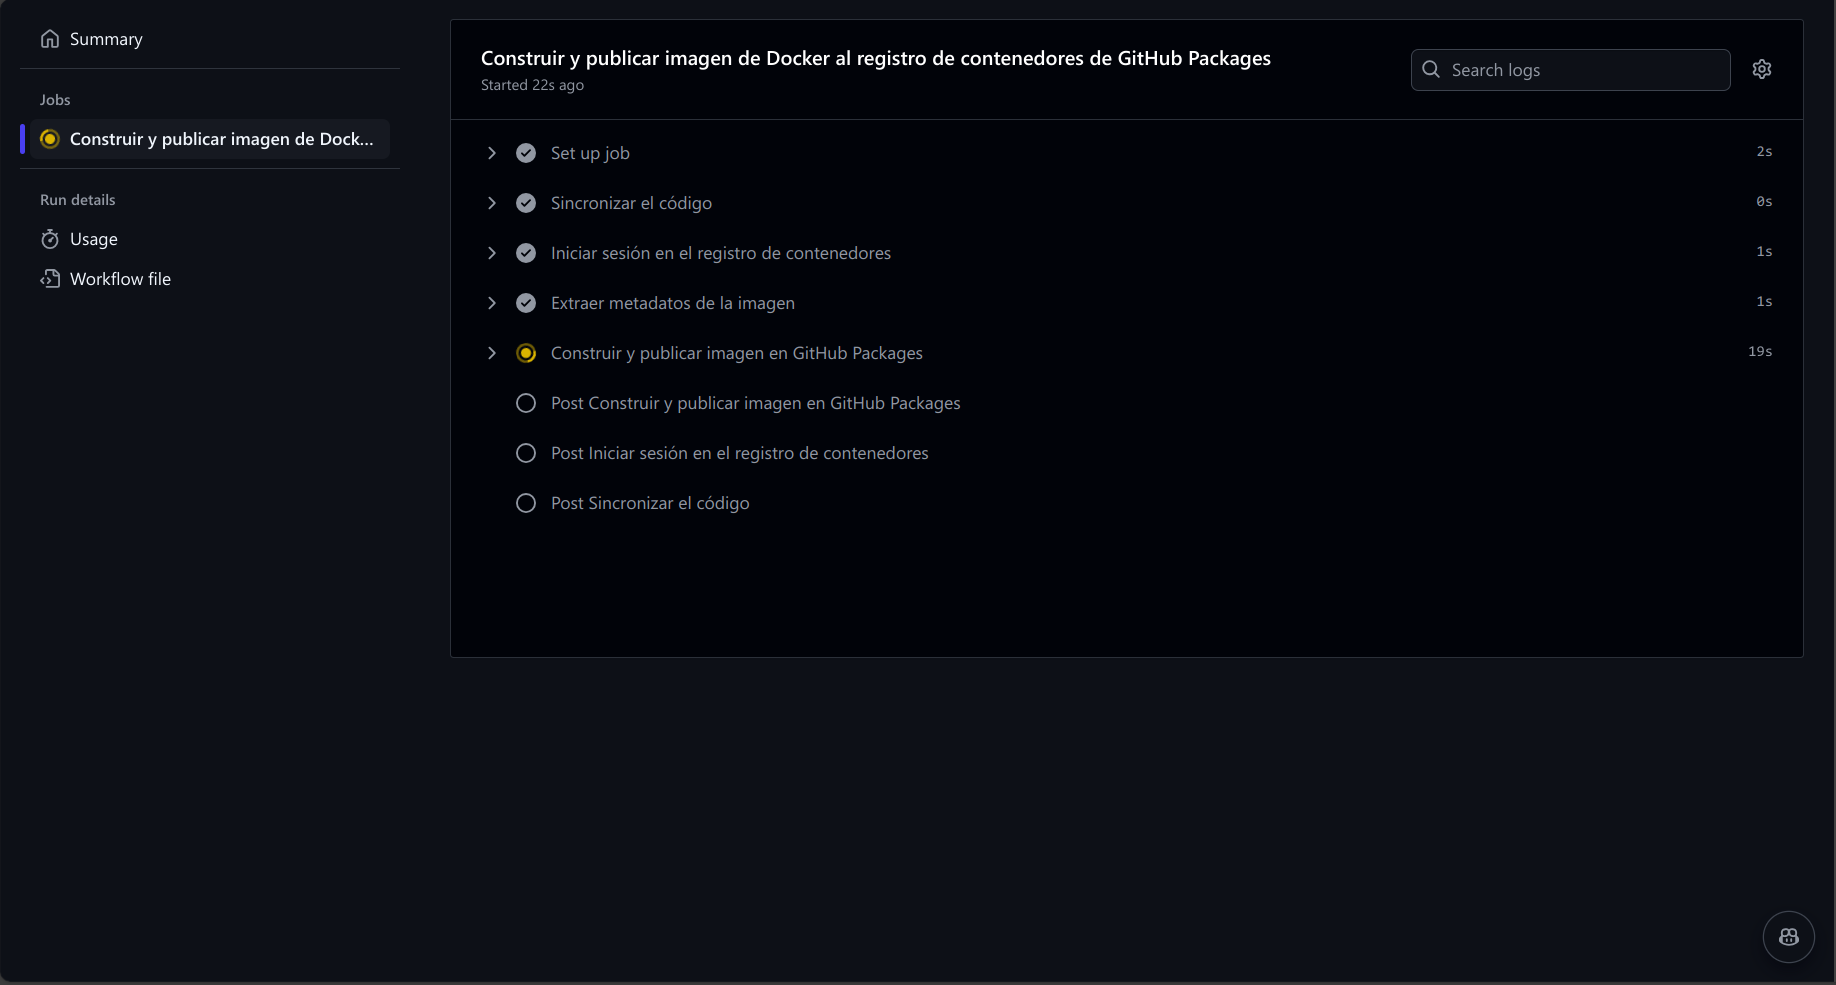 Summary
Jobs
Construir y publicar imagen de Dock...
Run details
Usage
Workflow file
Construir y publicar imagen de Docker al registro de contenedores de GitHub Packages
Started 22s ago
Search logs
Set up job 2s
Sincronizar el código 0s
Iniciar sesión en el registro de contenedores 1s
Extraer metadatos de la imagen 1s
Construir y publicar imagen en GitHub Packages 19s
Post Construir y publicar imagen en GitHub Packages
Post Iniciar sesión en el registro de contenedores
Post Sincronizar el código